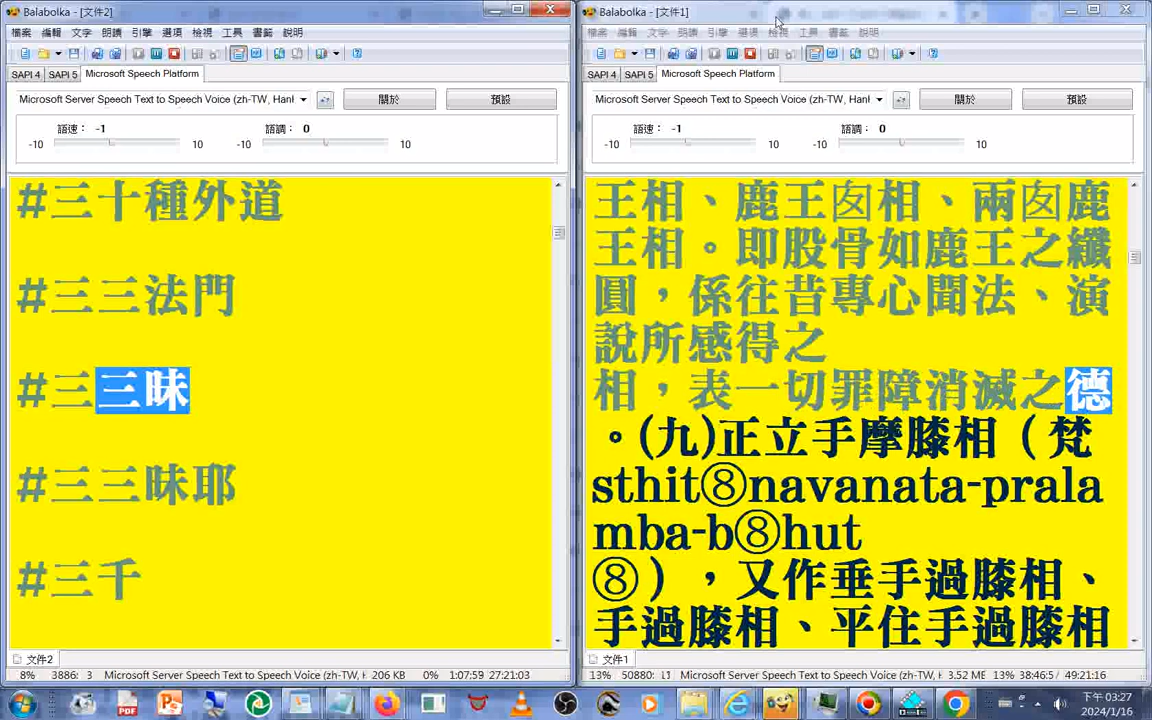 Balabolka - [文件2]
檔案 編輯 文字 朗讀 引擎 選項 檢視 工具 書籤 說明
SAPI 4 SAPI 5 Microsoft Speech Platform
Microsoft Server Speech Text to Speech Voice (zh-TW, Hanl
關於 預設
語速: -1 語調: 0
-10 10 -10 10
#三十種外道
#三三法門
#三三昧
#三三昧耶
#三千
文件2
8% 3886: 3 Microsoft Server Speech Text to Speech Voice (zh-TW, H 206 KB 0% 1:07:59 27:21:03
Balabolka - [文件1]
檔案 編輯 文字 朗讀 引擎 選項 檢視 工具 書籤 說明
SAPI 4 SAPI 5 Microsoft Speech Platform
Microsoft Server Speech Text to Speech Voice (zh-TW, Hanl
關於 預設
語速: -1 語調: 0
-10 10 -10 10
王相、鹿王囪相、兩囪鹿
王相。即股骨如鹿王之纖
圓，係往昔專心聞法、演
說所感得之
相，表一切罪障消滅之德
。(九)正立手摩膝相（梵
sthit⑧navanata-prala
mba-b⑧hut
⑧），又作垂手過膝相、
手過膝相、平住手過膝相
文件1
13% 50880: 11 Microsoft Server Speech Text to Speech Voice (zh-TW, H 3.52 MB 13% 38:46:5 / 49:21:16
下午 03:27
2024/1/16